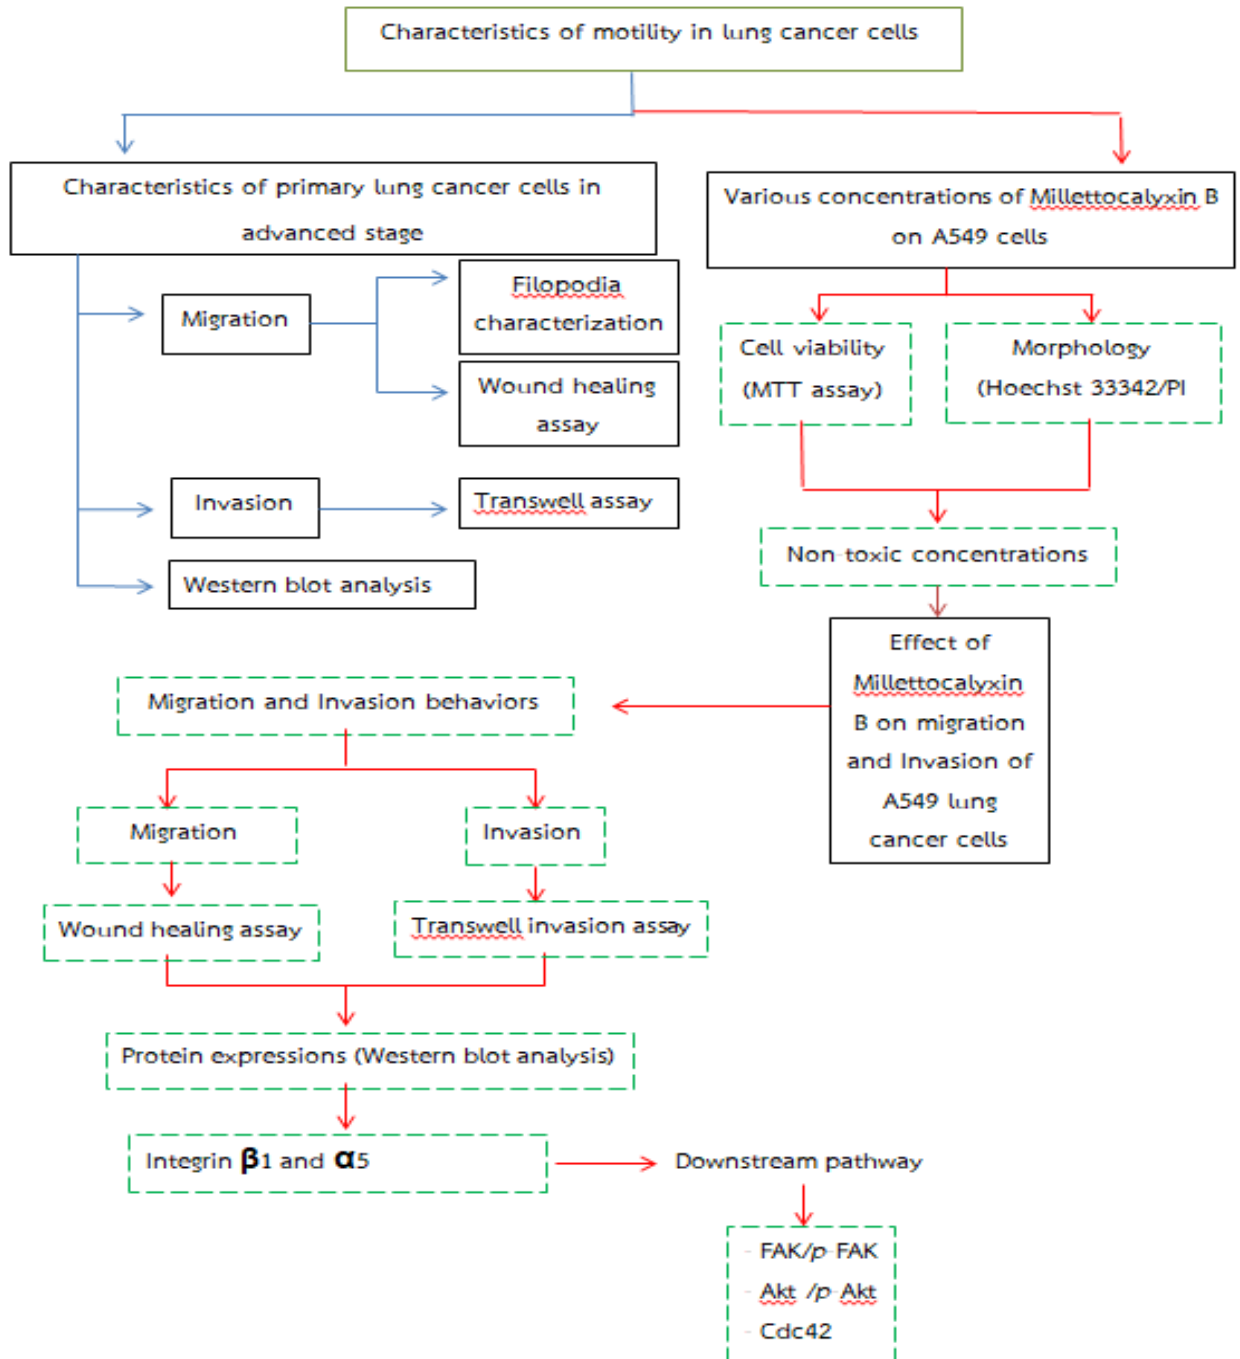 Characteristics of motility in lung cancer cells
Characteristics of primary lung cancer cells in
advanced stage
Various concentrations of Millettocalyxin B
on A549 cells
Migration
Filopodia
characterization
Wound healing
assay
Cell viability
(MTT assay)
Morphology
(Hoechst 33342/PI
Invasion
Transwell assay
Western blot analysis
Non-toxic concentrations
Effect of
Millettocalyxin
B on migration
and Invasion of
A549 lung
cancer cells
Migration and Invasion behaviors
Migration
Invasion
Wound healing assay
Transwell invasion assay
Protein expressions (Western blot analysis)
Integrin β1 and α5
Downstream pathway
- FAK/p-FAK
- Akt /p-Akt
- Cdc42